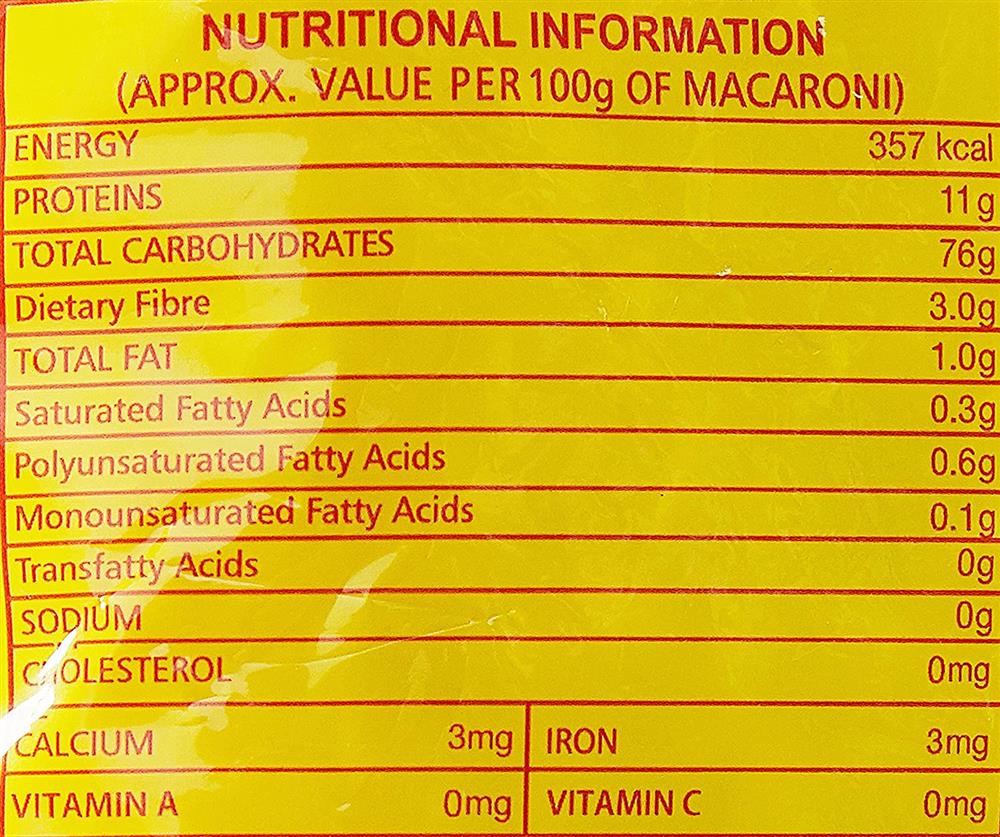 NUTRITIONAL INFORMATION
(APPROX. VALUE PER 100g OF MACARONI)
ENERGY 357 kcal
PROTEINS 11g
TOTAL CARBOHYDRATES 76g
Dietary Fibre 3.0g
TOTAL FAT 1.0g
Saturated Fatty Acids 0.3g
Polyunsaturated Fatty Acids 0.6g
Monounsaturated Fatty Acids 0.1g
Transfatty Acids 0g
SODIUM 0g
CHOLESTEROL 0mg
CALCIUM 3mg IRON 3mg
VITAMIN A 0mg VITAMIN C 0mg